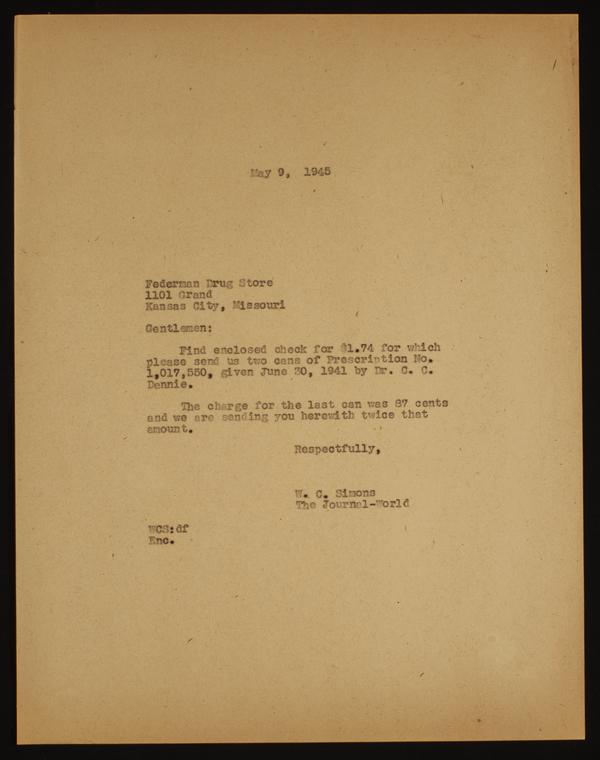 May 9, 1945
Federman Drug Store
1101 Grand
Kansas City, Missouri
Gentlemen:
Find enclosed check for $1.74 for which
please send us two cans of Prescription No.
1,017,550, given June 20, 1941 by Dr. C. C.
Dennie.
The charge for the last can was 87 cents
and we are sending you herewith twice that
amount.
Respectfully,
W. C. Simons
The Journal-World
WCS:df
Enc.